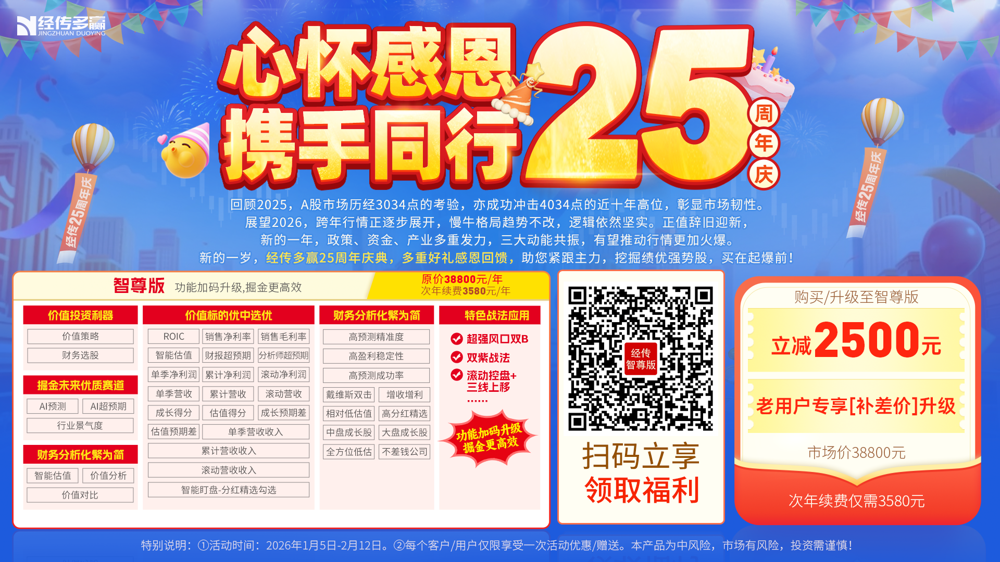 经传多赢
JINGZHUAN DUOYING
心怀感恩
携手同行
25
周年庆
经传25周年庆
经传25周年庆
回顾2025，A股市场历经3034点的考验，亦成功冲击4034点的近十年高位，彰显市场韧性。
展望2026，跨年行情正逐步展开，慢牛格局趋势不改，逻辑依然坚实。正值辞旧迎新，
新的一年，政策、资金、产业多重发力，三大动能共振，有望推动行情更加火爆。
新的一岁，经传多赢25周年庆典，多重好礼感恩回馈，助您紧跟主力，挖掘绩优强势股，买在起爆前！
智尊版 功能加码升级,掘金更高效
原价38800元/年
次年续费3580元/年
价值投资利器
价值策略
财务选股
掘金未来优质赛道
AI预测 AI超预期
行业景气度
财务分析化繁为简
智能估值 价值分析
价值对比
价值标的优中选优
ROIC 销售净利率 销售毛利率
智能估值 财报超预期 分析师超预期
单季净利润 累计净利润 滚动净利润
单季营收 累计营收 滚动营收
成长得分 估值得分 成长预期差
估值预期差 单季营收收入
累计营收收入
滚动营收收入
智能盯盘-分红精选勾选
财务分析化繁为简
高预测精准度
高盈利稳定性
高预测成功率
戴维斯双击 增收增利
相对低估值 高分红精选
中盘成长股 大盘成长股
全方位低估 不差钱公司
特色战法应用
超强风口双B
双紫战法
滚动控盘+
三线上移
......
功能加码升级
掘金更高效
经传
智尊版
扫码立享
领取福利
购买/升级至智尊版
立减2500元
老用户专享[补差价]升级
市场价38800元
次年续费仅需3580元
特别说明：①活动时间：2026年1月5日-2月12日。②每个客户/用户仅限享受一次活动优惠/赠送。本产品为中风险，市场有风险，投资需谨慎！